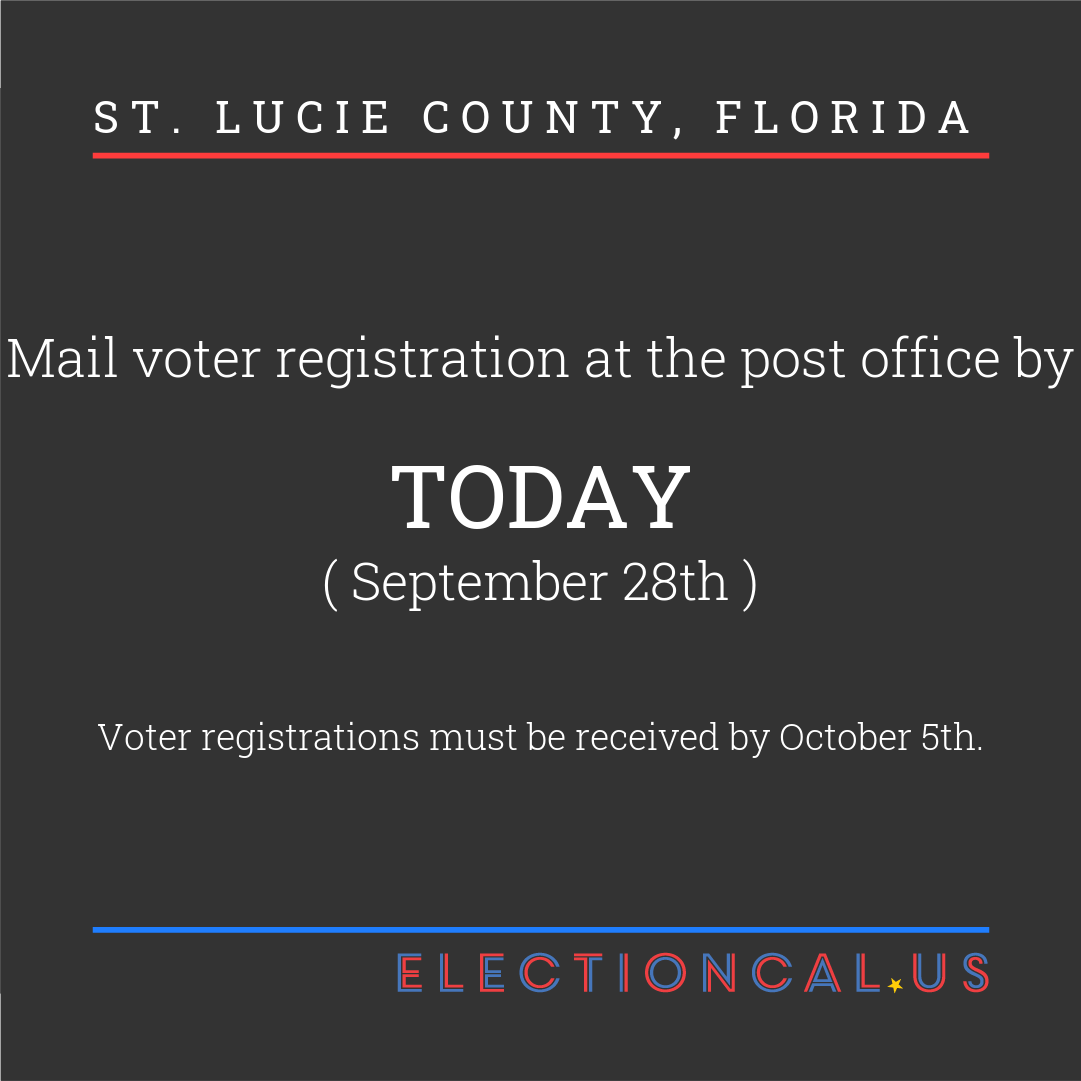 ST. LUCIE COUNTY, FLORIDA
Mail voter registration at the post office by
TODAY
( September 28th )
Voter registrations must be received by October 5th.
ELECTIONCAL.US